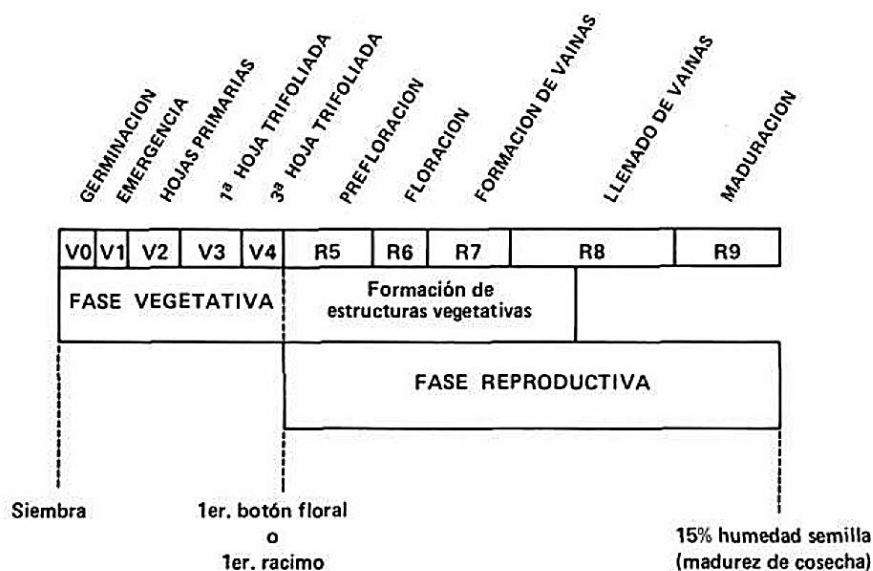 GERMINACION
EMERGENCIA
HOJAS PRIMARIAS
1ª HOJA TRIFOLIADA
3ª HOJA TRIFOLIADA
PREFLORACION
FLORACION
FORMACION DE VAINAS
LLENADO DE VAINAS
MADURACION
V0 V1 V2 V3 V4 R5 R6 R7 R8 R9
FASE VEGETATIVA
Formación de
estructuras vegetativas
FASE REPRODUCTIVA
Siembra
1er. botón floral
o
1er. racimo
15% humedad semilla
(madurez de cosecha)